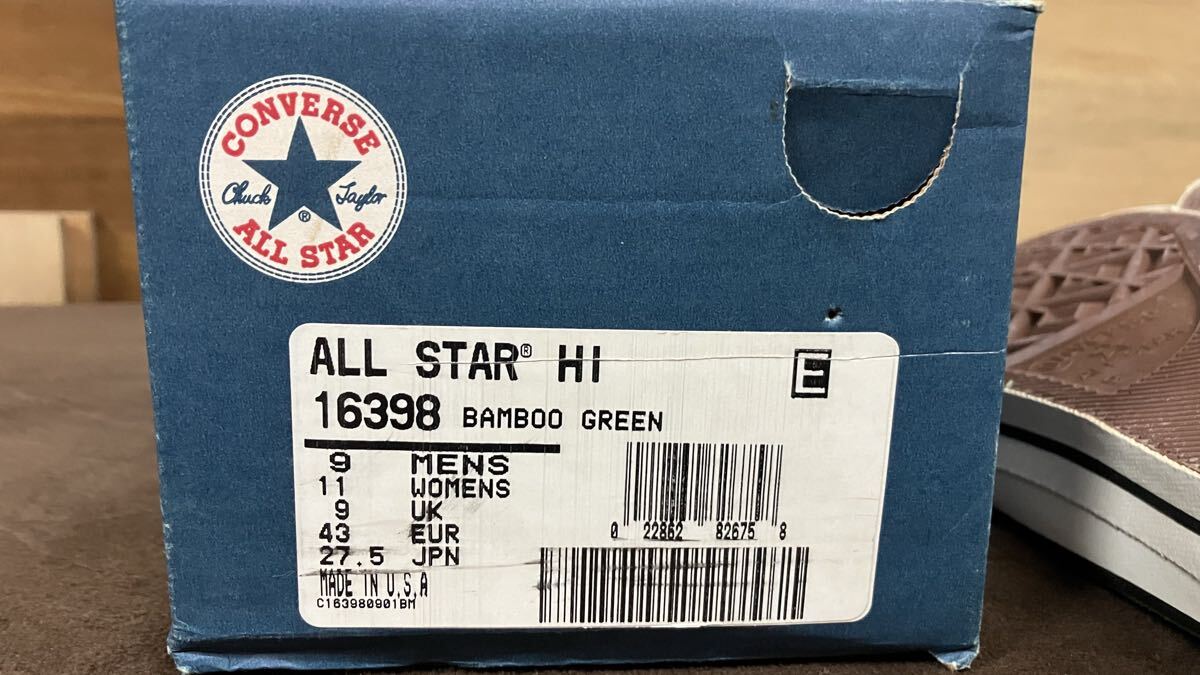 CONVERSE
Chuck Taylor
®
ALL STAR
ALL STAR® HI
E
16398 BAMBOO GREEN
9 MENS
11 WOMENS
9 UK
43 EUR
27.5 JPN
MADE IN U.S.A
C163980901BM
0 22862 82675 8